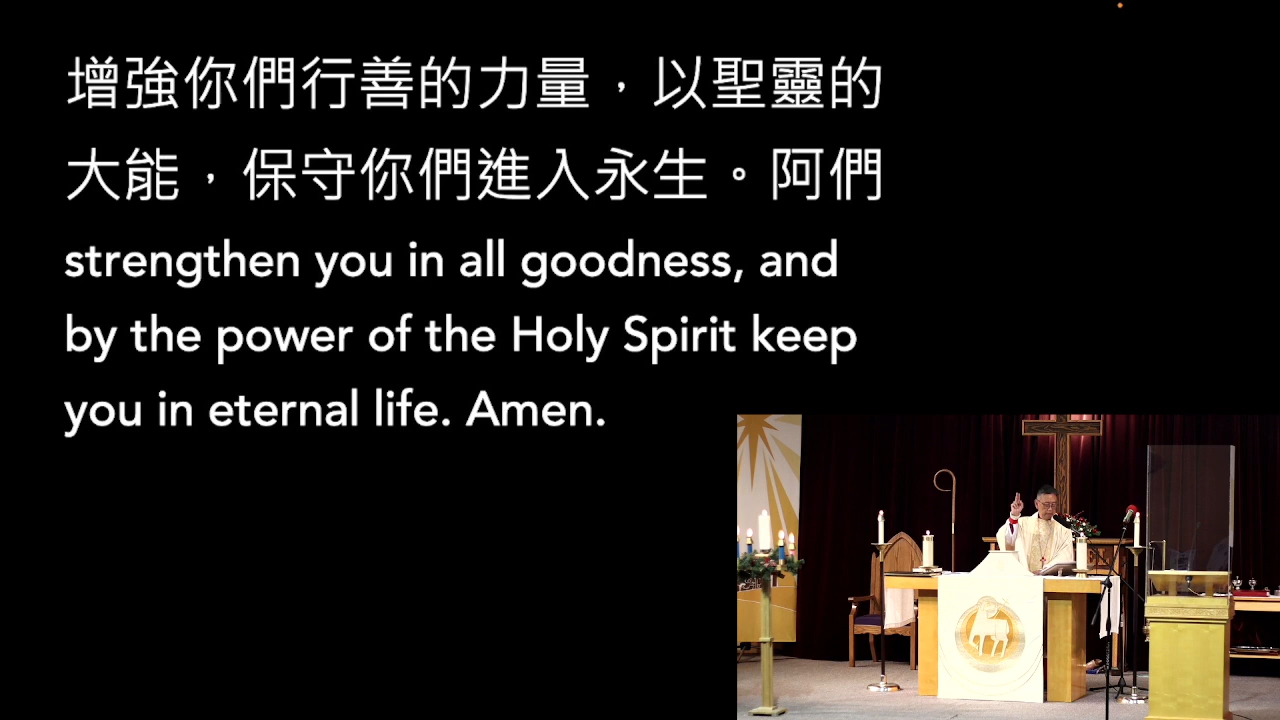 增強你們行善的力量，以聖靈的
大能，保守你們進入永生。阿們
strengthen you in all goodness, and
by the power of the Holy Spirit keep
you in eternal life. Amen.